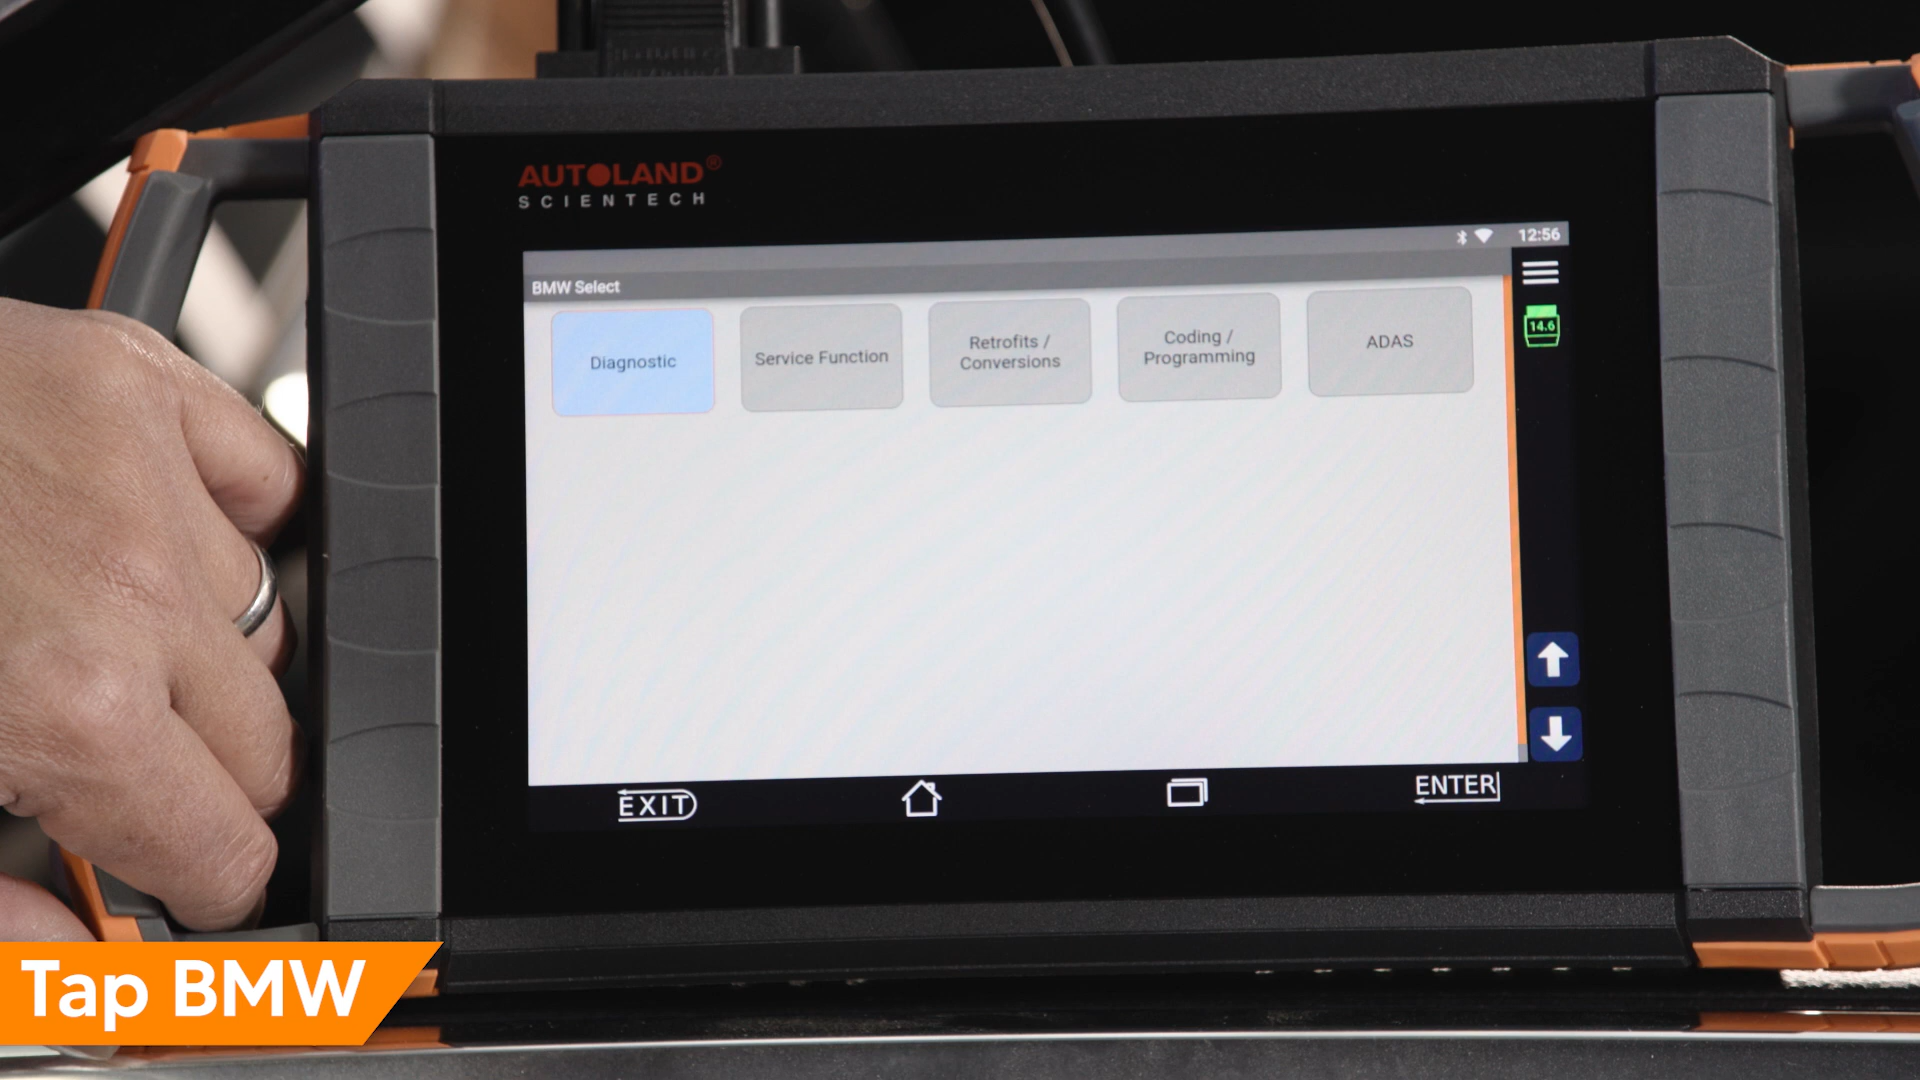 AUTOLAND®
SCIENTECH
12:56
BMW Select
14.6
Diagnostic
Service Function
Retrofits /
Conversions
Coding /
Programming
ADAS
EXIT
ENTER
Tap BMW